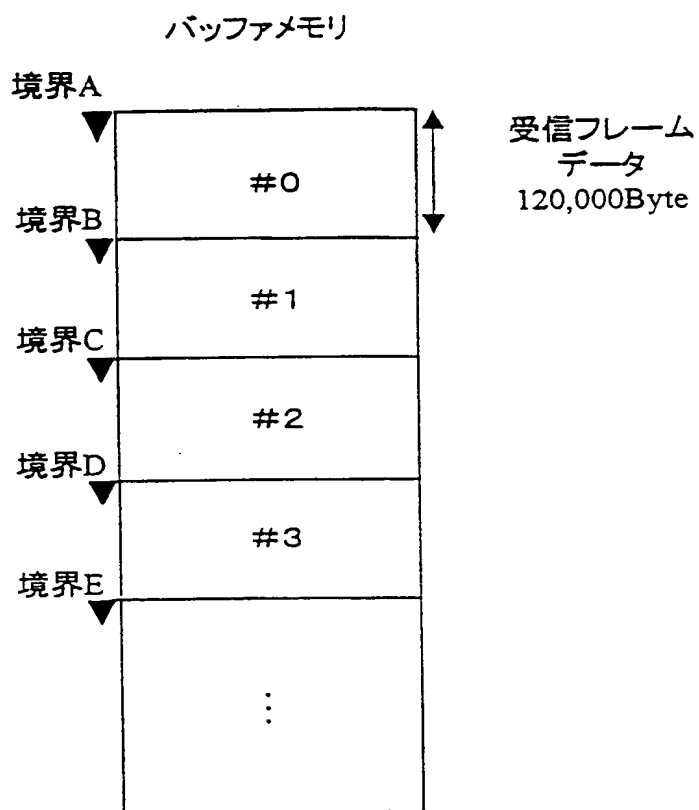 バッファメモリ
境界A
受信フレーム
データ
120,000Byte
#0
境界B
#1
境界C
#2
境界D
#3
境界E
⋮